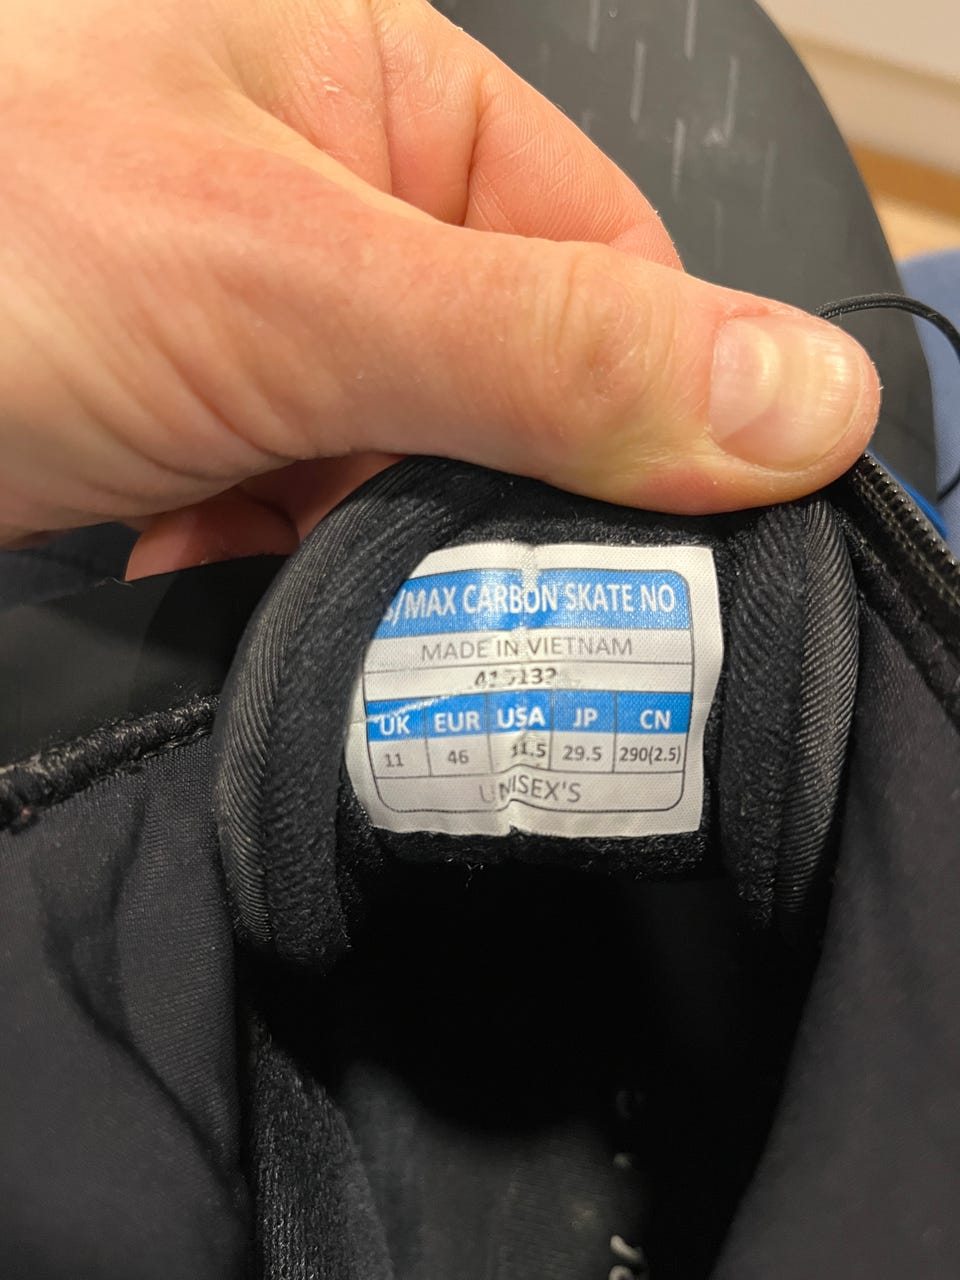 S/MAX CARBON SKATE NO
MADE IN VIETNAM
UK EUR USA JP CN
11 46 11.5 29.5 290(2.5)
UNISEX'S